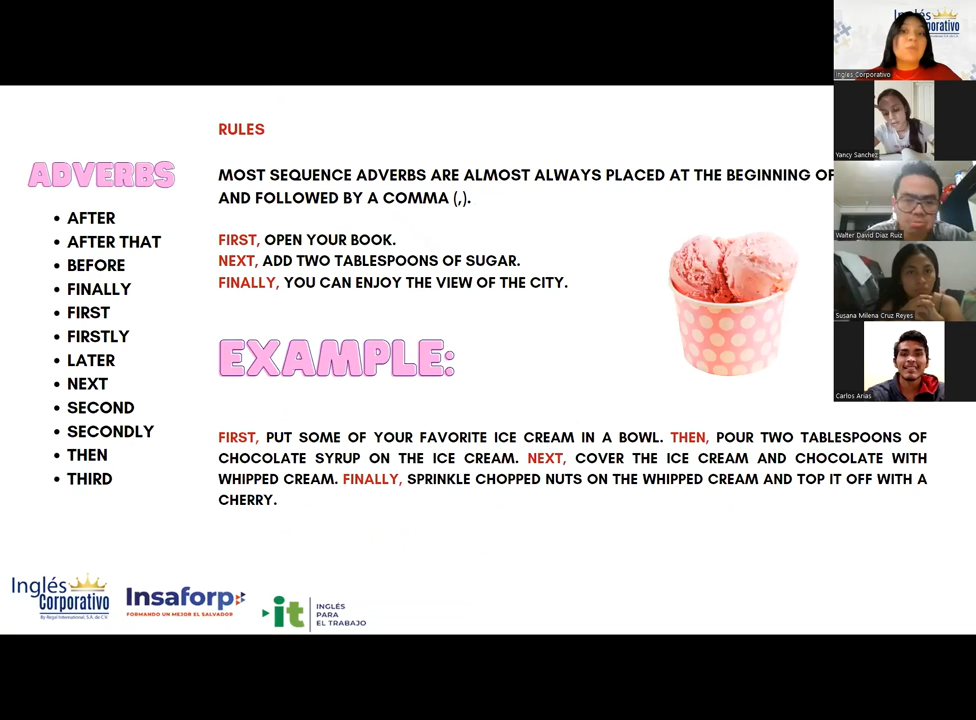 RULES
ADVERBS
AFTER
AFTER THAT
BEFORE
FINALLY
FIRST
FIRSTLY
LATER
NEXT
SECOND
SECONDLY
THEN
THIRD
MOST SEQUENCE ADVERBS ARE ALMOST ALWAYS PLACED AT THE BEGINNING OF
AND FOLLOWED BY A COMMA (,).
FIRST, OPEN YOUR BOOK.
NEXT, ADD TWO TABLESPOONS OF SUGAR.
FINALLY, YOU CAN ENJOY THE VIEW OF THE CITY.
EXAMPLE:
FIRST, PUT SOME OF YOUR FAVORITE ICE CREAM IN A BOWL. THEN, POUR TWO TABLESPOONS OF
CHOCOLATE SYRUP ON THE ICE CREAM. NEXT, COVER THE ICE CREAM AND CHOCOLATE WITH
WHIPPED CREAM. FINALLY, SPRINKLE CHOPPED NUTS ON THE WHIPPED CREAM AND TOP IT OFF WITH A
CHERRY.
Inglés
Corporativo
By Regal International, S.A. de C.V.
Insaforp
FORMANDO UN MEJOR EL SALVADOR
it
INGLÉS
PARA
EL TRABAJO
Ingles Corporativo
Yancy Sanchez
Walter David Diaz Ruiz
Susana Milena Cruz Reyes
Carlos Arias